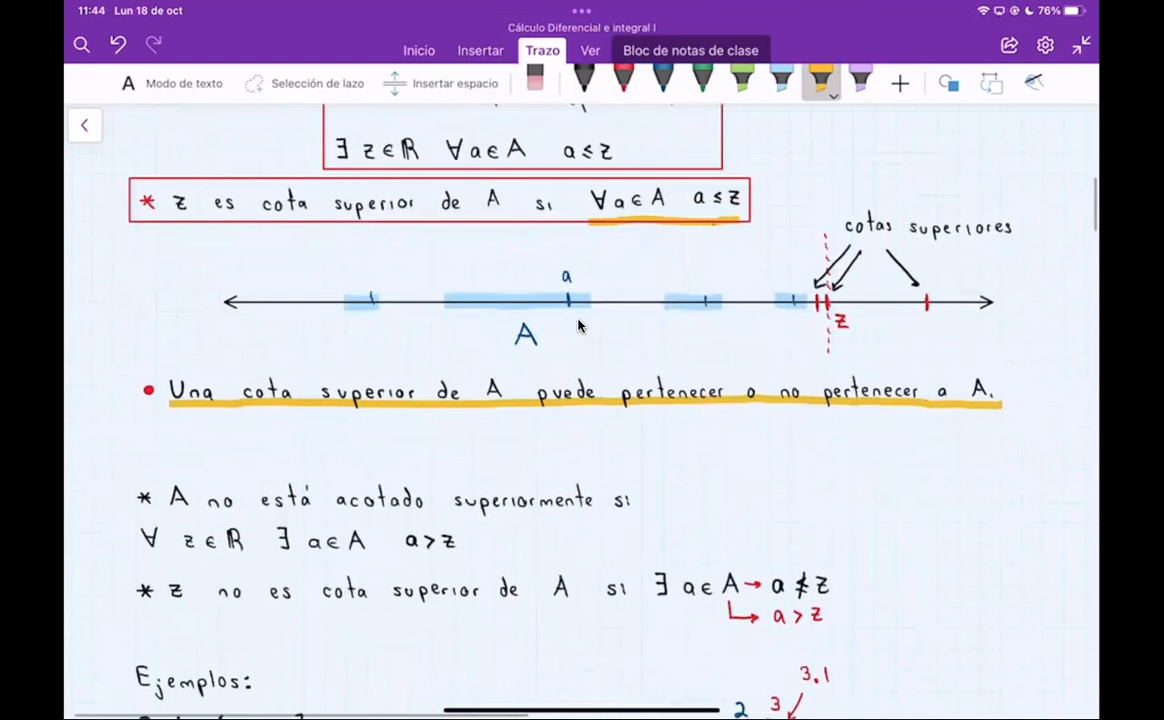 11:44 Lun 18 de oct
76%
Cálculo Diferencial e integral I
Inicio Insertar Trazo Ver Bloc de notas de clase
A Modo de texto Selección de lazo Insertar espacio
∃ z∈ℝ ∀a∈A a≤z
* z es cota superior de A si ∀a∈A a≤z
cotas superiores
a
z
A
• Una cota superior de A puede pertenecer o no pertenecer a A.
* A no está acotado superiormente si
∀ z∈ℝ ∃ a∈A a>z
* z no es cota superior de A si ∃ a∈A → a≰z
↳ a>z
3.1
Ejemplos:
2 3